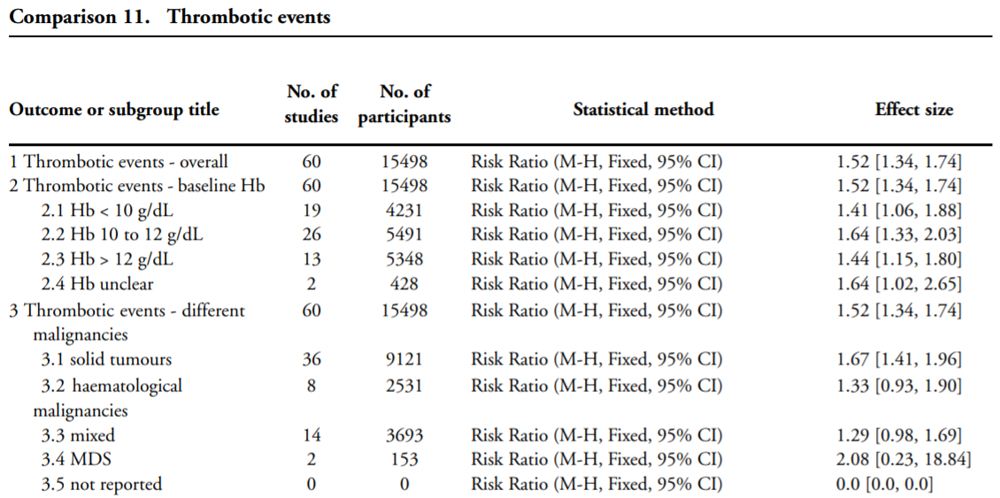 Comparison 11. Thrombotic events
Outcome or subgroup title No. of studies No. of participants Statistical method Effect size
1 Thrombotic events - overall 60 15498 Risk Ratio (M-H, Fixed, 95% CI) 1.52 [1.34, 1.74]
2 Thrombotic events - baseline Hb 60 15498 Risk Ratio (M-H, Fixed, 95% CI) 1.52 [1.34, 1.74]
2.1 Hb < 10 g/dL 19 4231 Risk Ratio (M-H, Fixed, 95% CI) 1.41 [1.06, 1.88]
2.2 Hb 10 to 12 g/dL 26 5491 Risk Ratio (M-H, Fixed, 95% CI) 1.64 [1.33, 2.03]
2.3 Hb > 12 g/dL 13 5348 Risk Ratio (M-H, Fixed, 95% CI) 1.44 [1.15, 1.80]
2.4 Hb unclear 2 428 Risk Ratio (M-H, Fixed, 95% CI) 1.64 [1.02, 2.65]
3 Thrombotic events - different 60 15498 Risk Ratio (M-H, Fixed, 95% CI) 1.52 [1.34, 1.74]
malignancies
3.1 solid tumours 36 9121 Risk Ratio (M-H, Fixed, 95% CI) 1.67 [1.41, 1.96]
3.2 haematological 8 2531 Risk Ratio (M-H, Fixed, 95% CI) 1.33 [0.93, 1.90]
malignancies
3.3 mixed 14 3693 Risk Ratio (M-H, Fixed, 95% CI) 1.29 [0.98, 1.69]
3.4 MDS 2 153 Risk Ratio (M-H, Fixed, 95% CI) 2.08 [0.23, 18.84]
3.5 not reported 0 0 Risk Ratio (M-H, Fixed, 95% CI) 0.0 [0.0, 0.0]